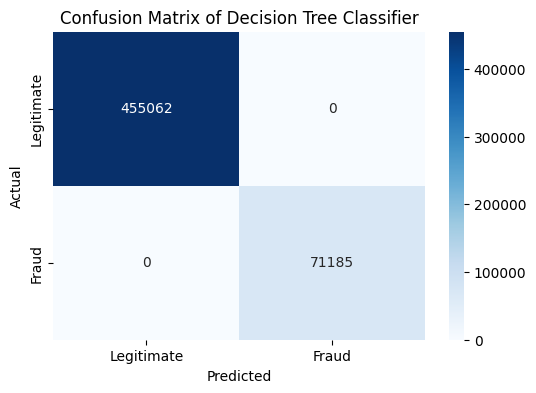 Confusion Matrix of Decision Tree Classifier
Actual
Legitimate
455062
0
Fraud
0
71185
Legitimate
Fraud
Predicted
400000
300000
200000
100000
0